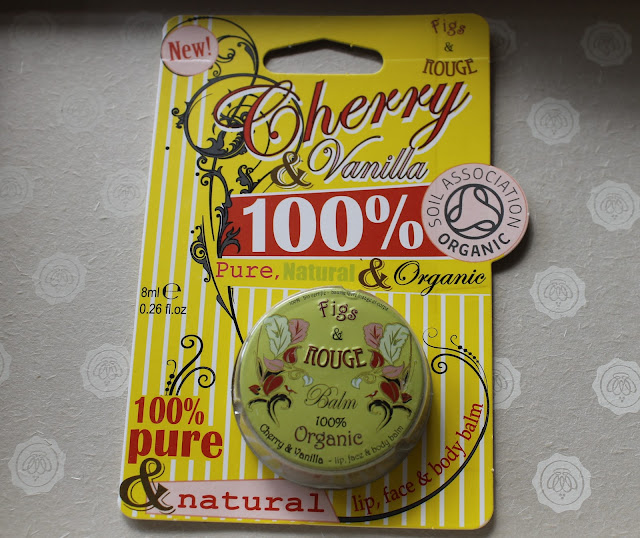 New!
Figs
&
ROUGE
Cherry
& Vanilla
100%
SOIL ASSOCIATION
ORGANIC
Pure, Natural & Organic
8ml ℮
0.26 fl.oz
Figs
&
ROUGE
Balm
100%
Organic
Cherry & Vanilla - lip, face & body balm
100%
pure
& natural
lip, face & body balm